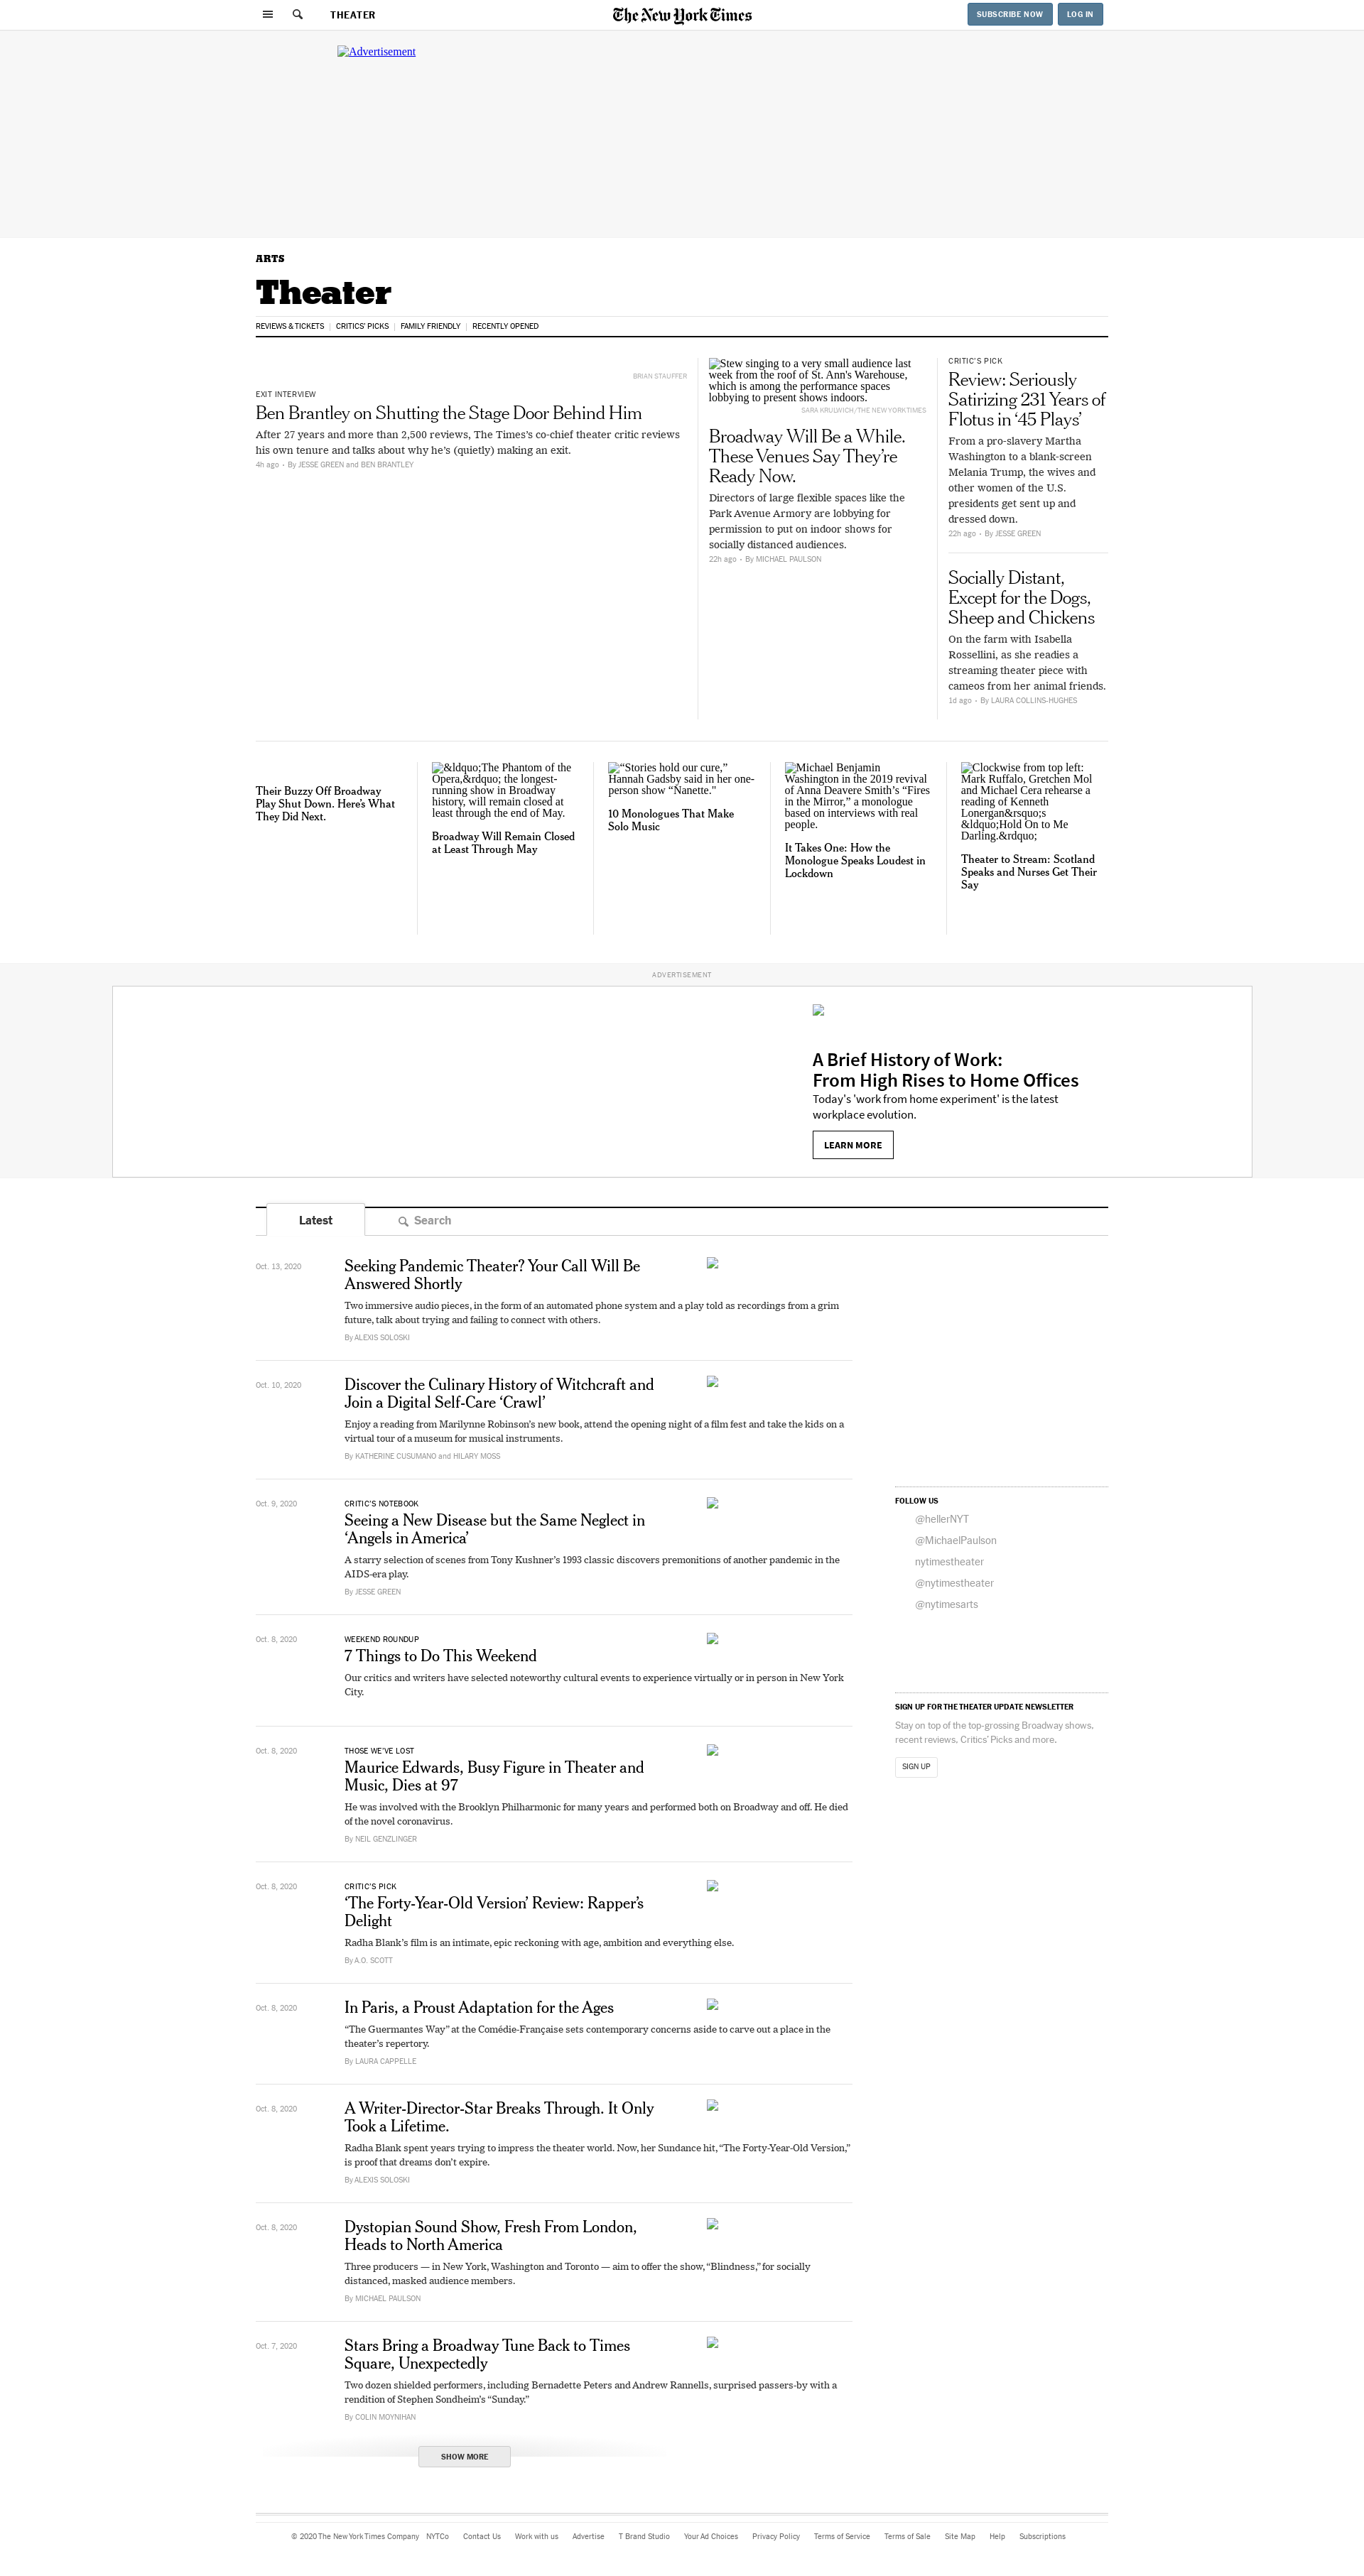 THEATER
The New York Times
SUBSCRIBE NOW
LOG IN
Advertisement
ARTS
Theater
REVIEWS & TICKETS
CRITICS' PICKS
FAMILY FRIENDLY
RECENTLY OPENED
BRIAN STAUFFER
EXIT INTERVIEW
Ben Brantley on Shutting the Stage Door Behind Him
After 27 years and more than 2,500 reviews, The Times’s co-chief theater critic reviews
his own tenure and talks about why he’s (quietly) making an exit.
4h ago • By JESSE GREEN and BEN BRANTLEY
Stew singing to a very small audience last
week from the roof of St. Ann's Warehouse,
which is among the performance spaces
lobbying to present shows indoors.
SARA KRULWICH/THE NEW YORK TIMES
Broadway Will Be a While.
These Venues Say They’re
Ready Now.
Directors of large flexible spaces like the
Park Avenue Armory are lobbying for
permission to put on indoor shows for
socially distanced audiences.
22h ago • By MICHAEL PAULSON
CRITIC'S PICK
Review: Seriously
Satirizing 231 Years of
Flotus in ‘45 Plays’
From a pro-slavery Martha
Washington to a blank-screen
Melania Trump, the wives and
other women of the U.S.
presidents get sent up and
dressed down.
22h ago • By JESSE GREEN
Socially Distant,
Except for the Dogs,
Sheep and Chickens
On the farm with Isabella
Rossellini, as she readies a
streaming theater piece with
cameos from her animal friends.
1d ago • By LAURA COLLINS-HUGHES
Their Buzzy Off Broadway
Play Shut Down. Here’s What
They Did Next.
&ldquo;The Phantom of the
Opera,&rdquo; the longest-
running show in Broadway
history, will remain closed at
least through the end of May.
Broadway Will Remain Closed
at Least Through May
“Stories hold our cure,”
Hannah Gadsby said in her one-
person show “Nanette."
10 Monologues That Make
Solo Music
Michael Benjamin
Washington in the 2019 revival
of Anna Deavere Smith’s “Fires
in the Mirror,” a monologue
based on interviews with real
people.
It Takes One: How the
Monologue Speaks Loudest in
Lockdown
Clockwise from top left:
Mark Ruffalo, Gretchen Mol
and Michael Cera rehearse a
reading of Kenneth
Lonergan&rsquo;s
&ldquo;Hold On to Me
Darling.&rdquo;
Theater to Stream: Scotland
Speaks and Nurses Get Their
Say
ADVERTISEMENT
A Brief History of Work:
From High Rises to Home Offices
Today's 'work from home experiment' is the latest
workplace evolution.
LEARN MORE
Latest
Search
Oct. 13, 2020
Seeking Pandemic Theater? Your Call Will Be
Answered Shortly
Two immersive audio pieces, in the form of an automated phone system and a play told as recordings from a grim
future, talk about trying and failing to connect with others.
By ALEXIS SOLOSKI
Oct. 10, 2020
Discover the Culinary History of Witchcraft and
Join a Digital Self-Care ‘Crawl’
Enjoy a reading from Marilynne Robinson’s new book, attend the opening night of a film fest and take the kids on a
virtual tour of a museum for musical instruments.
By KATHERINE CUSUMANO and HILARY MOSS
Oct. 9, 2020
CRITIC’S NOTEBOOK
Seeing a New Disease but the Same Neglect in
‘Angels in America’
A starry selection of scenes from Tony Kushner’s 1993 classic discovers premonitions of another pandemic in the
AIDS-era play.
By JESSE GREEN
Oct. 8, 2020
WEEKEND ROUNDUP
7 Things to Do This Weekend
Our critics and writers have selected noteworthy cultural events to experience virtually or in person in New York
City.
Oct. 8, 2020
THOSE WE’VE LOST
Maurice Edwards, Busy Figure in Theater and
Music, Dies at 97
He was involved with the Brooklyn Philharmonic for many years and performed both on Broadway and off. He died
of the novel coronavirus.
By NEIL GENZLINGER
Oct. 8, 2020
CRITIC’S PICK
‘The Forty-Year-Old Version’ Review: Rapper’s
Delight
Radha Blank’s film is an intimate, epic reckoning with age, ambition and everything else.
By A.O. SCOTT
Oct. 8, 2020
In Paris, a Proust Adaptation for the Ages
“The Guermantes Way” at the Comédie-Française sets contemporary concerns aside to carve out a place in the
theater’s repertory.
By LAURA CAPPELLE
Oct. 8, 2020
A Writer-Director-Star Breaks Through. It Only
Took a Lifetime.
Radha Blank spent years trying to impress the theater world. Now, her Sundance hit, “The Forty-Year-Old Version,”
is proof that dreams don’t expire.
By ALEXIS SOLOSKI
Oct. 8, 2020
Dystopian Sound Show, Fresh From London,
Heads to North America
Three producers — in New York, Washington and Toronto — aim to offer the show, “Blindness,” for socially
distanced, masked audience members.
By MICHAEL PAULSON
Oct. 7, 2020
Stars Bring a Broadway Tune Back to Times
Square, Unexpectedly
Two dozen shielded performers, including Bernadette Peters and Andrew Rannells, surprised passers-by with a
rendition of Stephen Sondheim’s “Sunday.”
By COLIN MOYNIHAN
SHOW MORE
FOLLOW US
@hellerNYT
@MichaelPaulson
nytimestheater
@nytimestheater
@nytimesarts
SIGN UP FOR THE THEATER UPDATE NEWSLETTER
Stay on top of the top-grossing Broadway shows,
recent reviews, Critics’ Picks and more.
SIGN UP
© 2020 The New York Times Company NYTCo Contact Us Work with us Advertise T Brand Studio Your Ad Choices Privacy Policy Terms of Service Terms of Sale Site Map Help Subscriptions